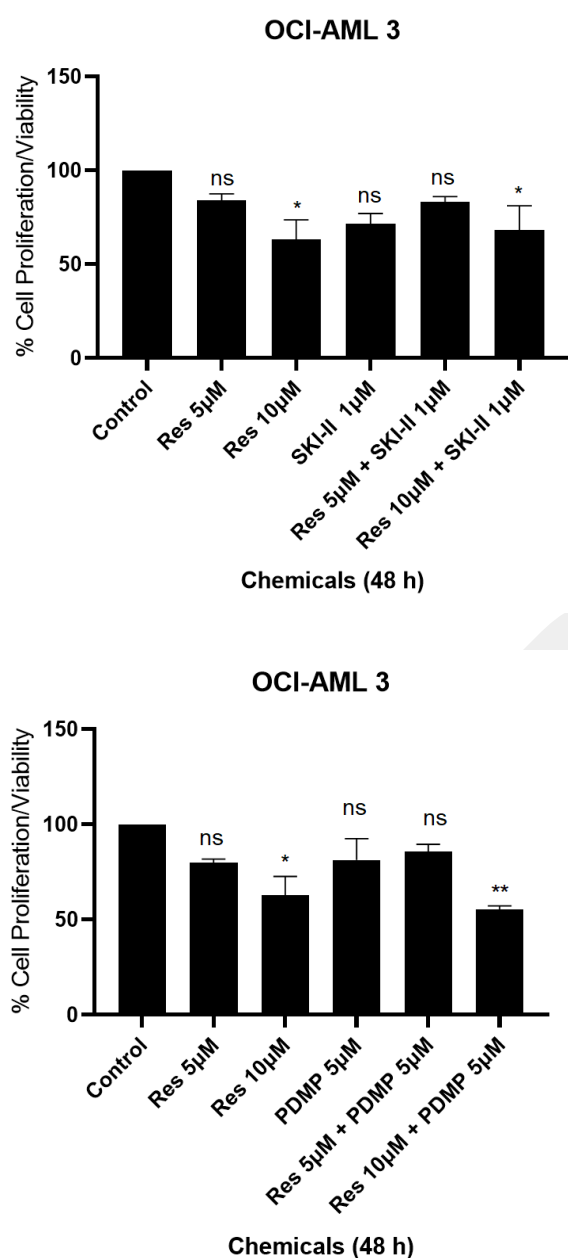 OCI-AML 3
% Cell Proliferation/Viability
150
100
50
0
ns
*
ns
ns
*
Control
Res 5µM
Res 10µM
SKI-II 1µM
Res 5µM + SKI-II 1µM
Res 10µM + SKI-II 1µM
Chemicals (48 h)
OCI-AML 3
% Cell Proliferation/Viability
150
100
50
0
ns
*
ns
ns
**
Control
Res 5µM
Res 10µM
PDMP 5µM
Res 5µM + PDMP 5µM
Res 10µM + PDMP 5µM
Chemicals (48 h)